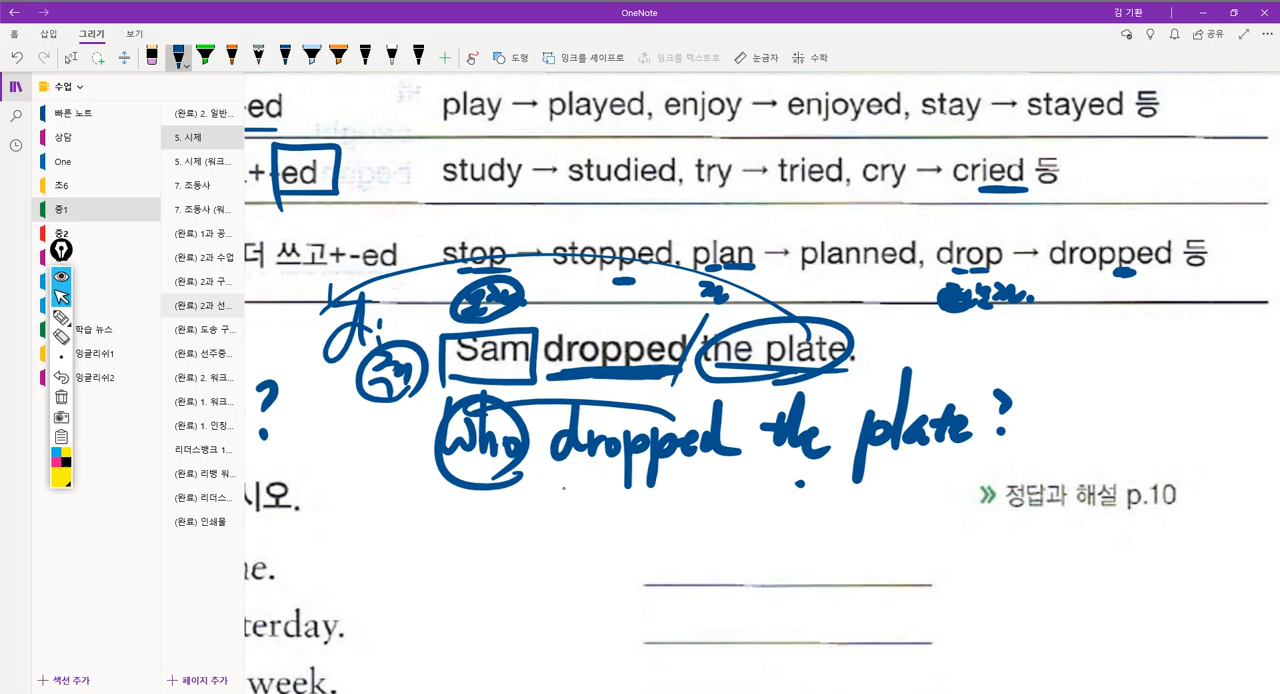 OneNote
김 기환
홈 삽입 그리기 보기
공유
도형 잉크를 셰이프로 잉크를 텍스트로 눈금자 수학
수업
빠른 노트
상담
One
초6
중1
중2
학습 뉴스
잉글리쉬1
잉글리쉬2
섹션 추가
(완료) 2. 일반...
5. 시제
5. 시제 (워크...
7. 조동사
7. 조동사 (워...
(완료) 1과 공...
(완료) 2과 수업
(완료) 2과 구...
(완료) 2과 선...
(완료) 도송 구...
(완료) 선주중...
(완료) 2. 워크...
(완료) 1. 워크...
(완료) 1. 인칭...
리더스뱅크 1...
(완료) 리뱅 워...
(완료) 리더스...
(완료) 인쇄물
페이지 추가
-ed play → played, enjoy → enjoyed, stay → stayed 등
+-ed study → studied, try → tried, cry → cried 등
더 쓰고+-ed stop → stopped, plan → planned, drop → dropped 등
Sam dropped the plate.
? Who dropped the plate?
시오.
» 정답과 해설 p.10
ne.
terday.
week.